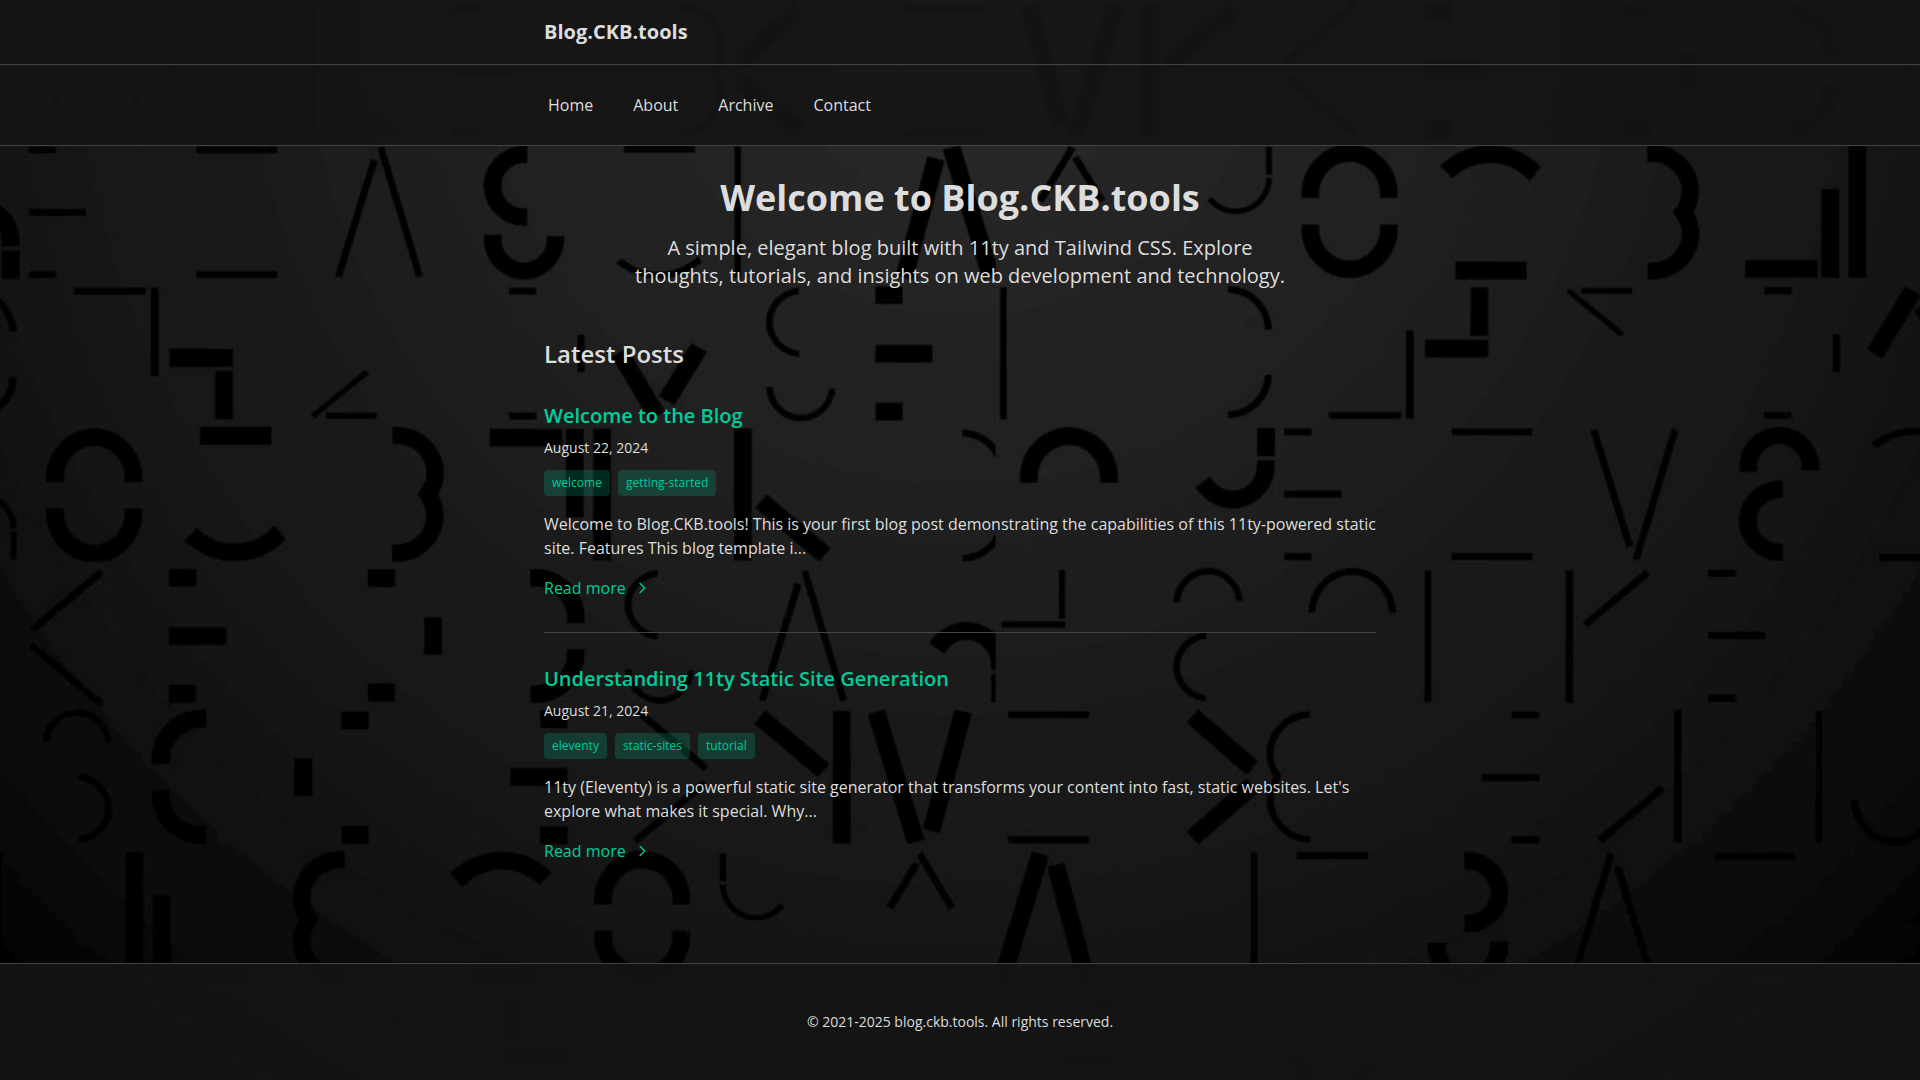 Blog.CKB.tools
Home About Archive Contact
Welcome to Blog.CKB.tools
A simple, elegant blog built with 11ty and Tailwind CSS. Explore
thoughts, tutorials, and insights on web development and technology.
Latest Posts
Welcome to the Blog
August 22, 2024
welcome getting-started
Welcome to Blog.CKB.tools! This is your first blog post demonstrating the capabilities of this 11ty-powered static
site. Features This blog template i...
Read more
Understanding 11ty Static Site Generation
August 21, 2024
eleventy static-sites tutorial
11ty (Eleventy) is a powerful static site generator that transforms your content into fast, static websites. Let's
explore what makes it special. Why...
Read more
© 2021-2025 blog.ckb.tools. All rights reserved.